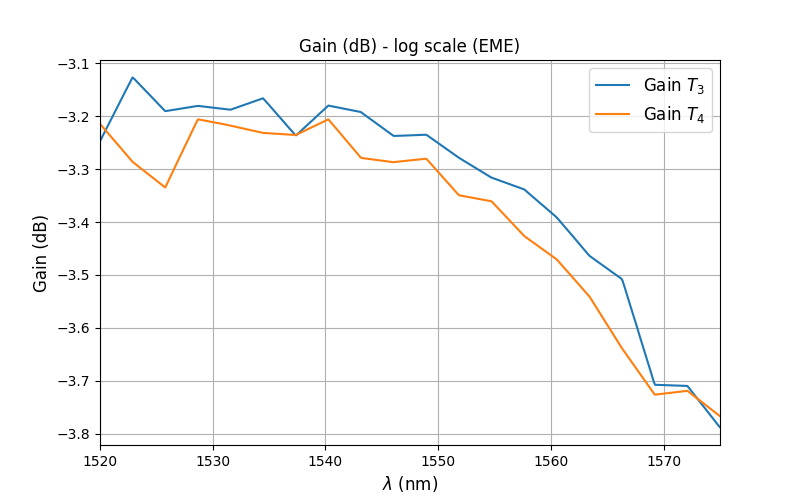 Gain (dB) - log scale (EME)
Gain T₃
Gain T₄
Gain (dB)
−3.1
−3.2
−3.3
−3.4
−3.5
−3.6
−3.7
−3.8
1520 1530 1540 1550 1560 1570
λ (nm)